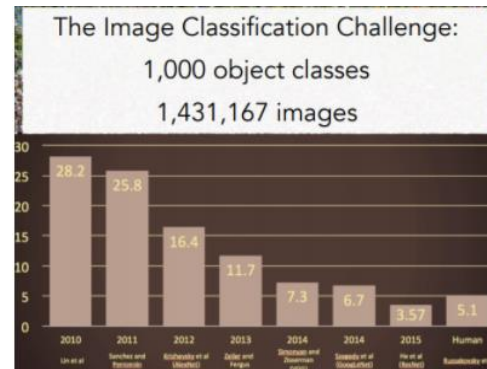 The Image Classification Challenge:
1,000 object classes
1,431,167 images
30
25
20
15
10
5
0
28.2
25.8
16.4
11.7
7.3
6.7
3.57
5.1
2010
2011
2012
2013
2014
2014
2015
Human
Lin et al
Sanchez and
Perronnin
Krizhevsky et al
(AlexNet)
Zeiler and
Fergus
Simonyan and
Zisserman
Szegedy et al
(GoogLeNet)
He et al
(ResNet)
Russakovsky et